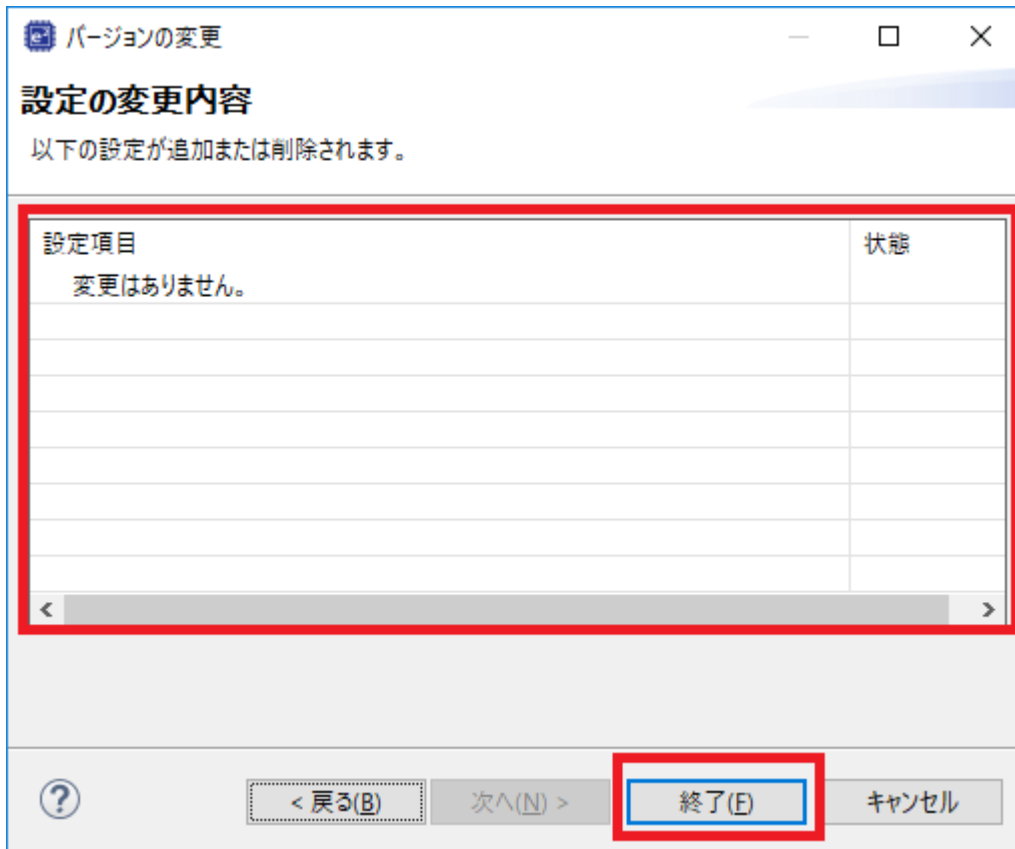 バージョンの変更
設定の変更内容
以下の設定が追加または削除されます。
設定項目 状態
変更はありません。
< 戻る(B) 次へ(N) > 終了(F) キャンセル